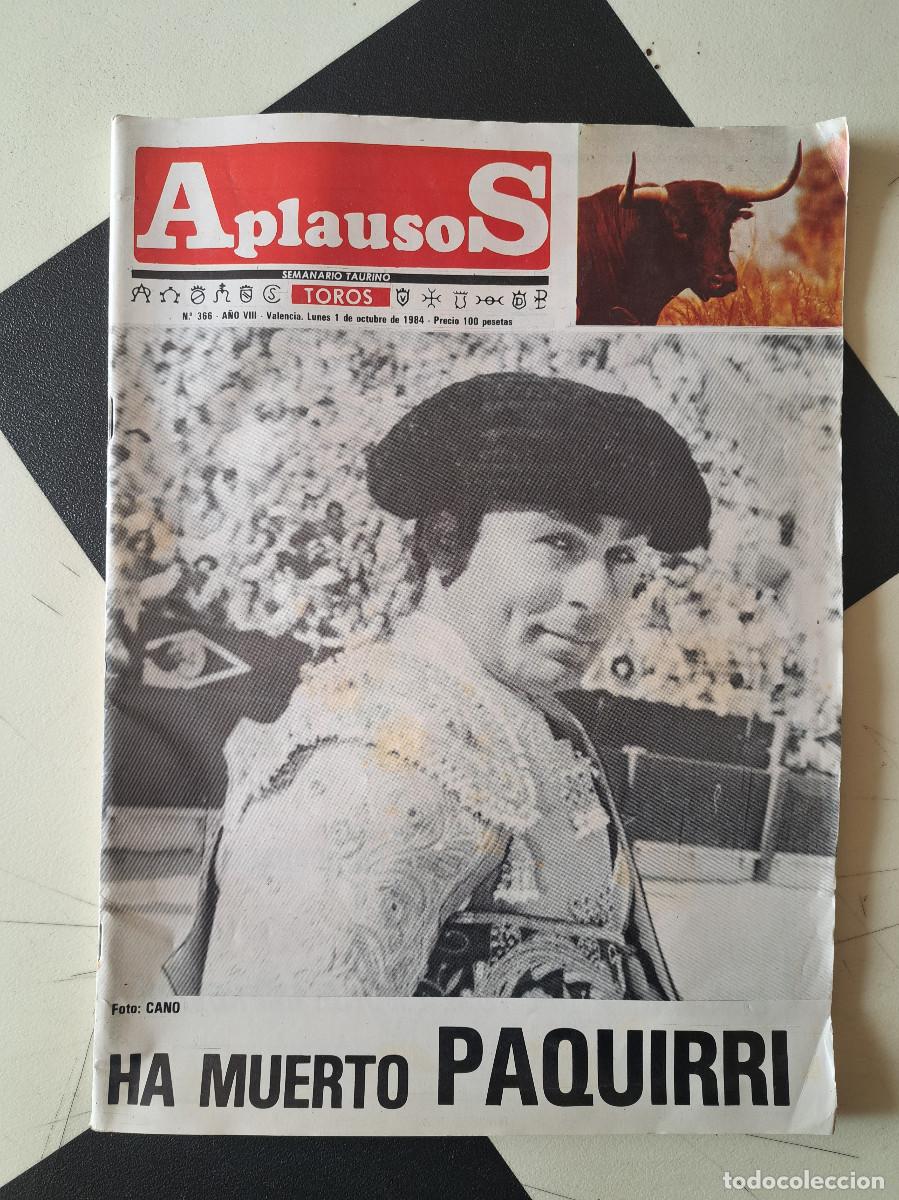 AplausoS
SEMANARIO TAURINO
TOROS
N.º 366 - AÑO VIII - Valencia. Lunes 1 de octubre de 1984 - Precio 100 pesetas
Foto: CANO
HA MUERTO PAQUIRRI
todocoleccion